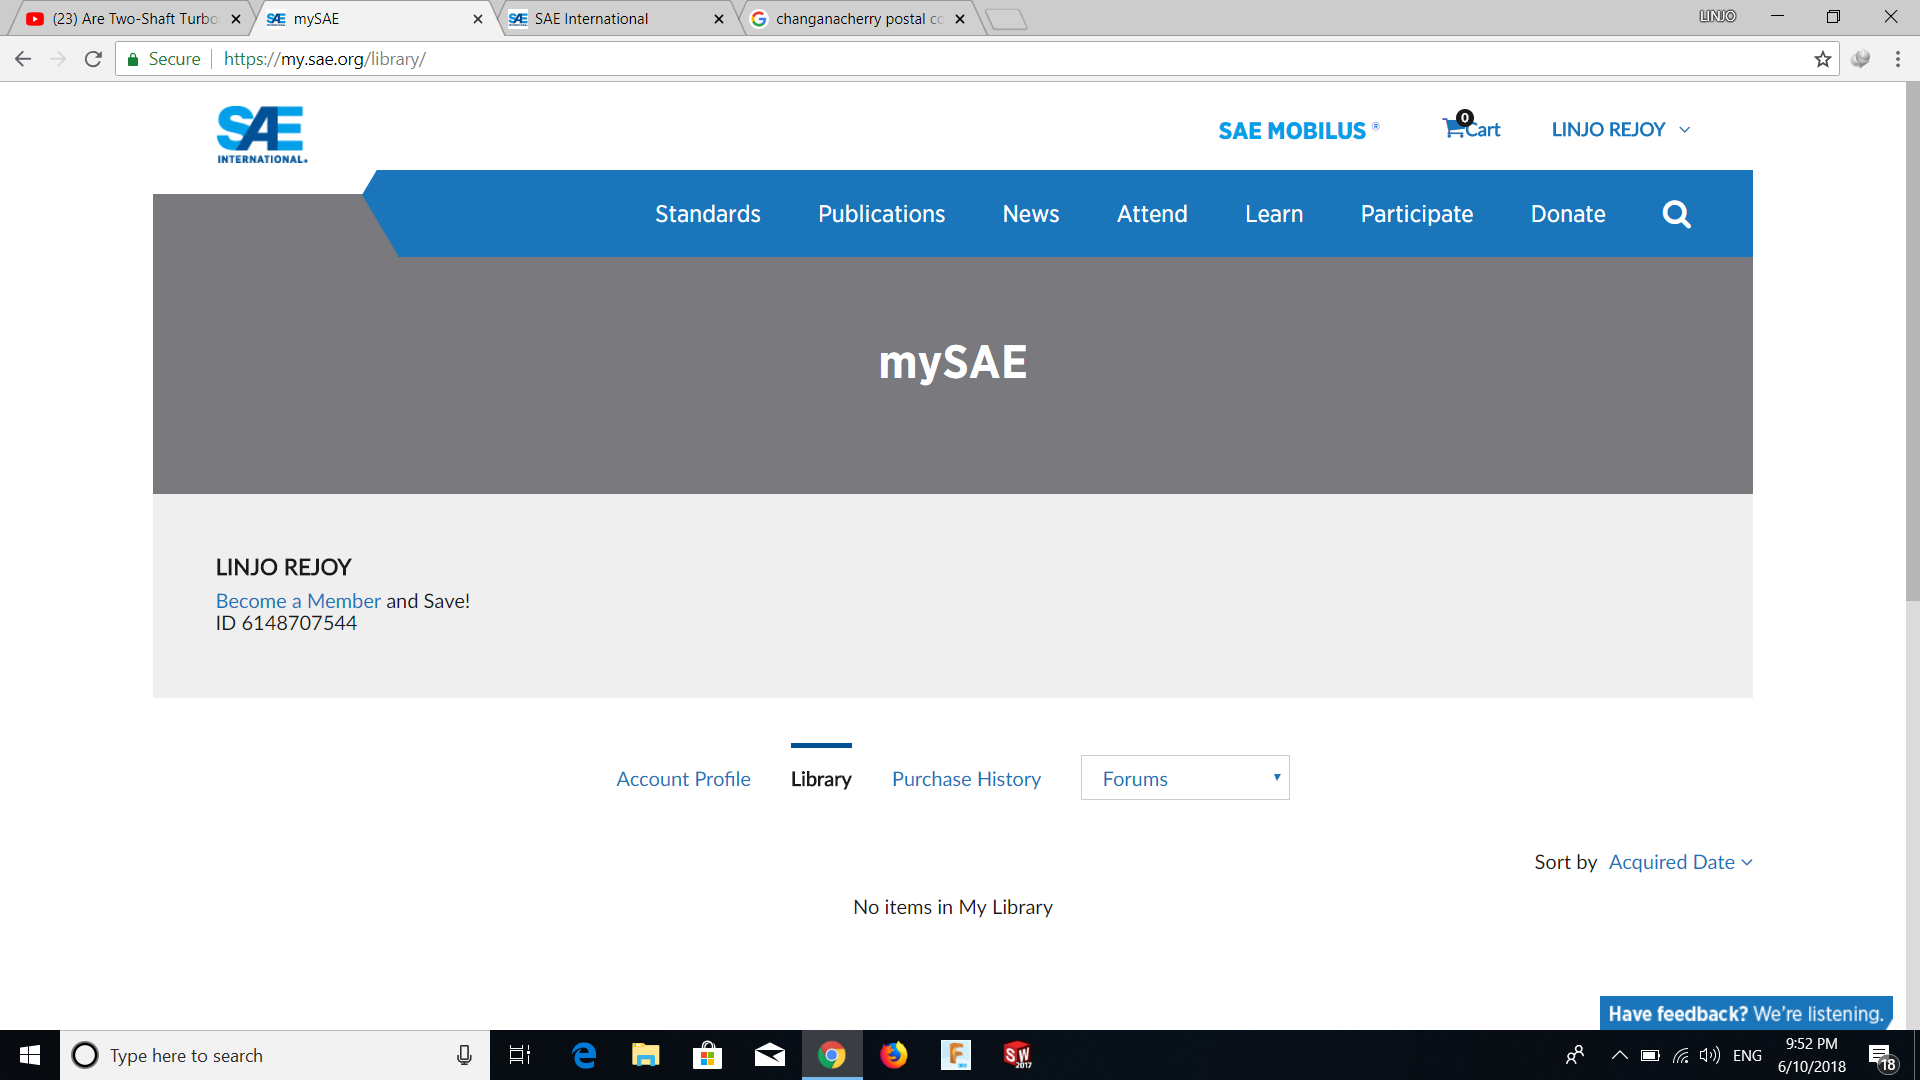 (23) Are Two-Shaft Turbo
mySAE
SAE International
changanacherry postal co
LINJO
Secure
https://my.sae.org/library/
SAE
INTERNATIONAL®
SAE MOBILUS ®
0
Cart
LINJO REJOY
Standards
Publications
News
Attend
Learn
Participate
Donate
mySAE
LINJO REJOY
Become a Member and Save!
ID 6148707544
Account Profile
Library
Purchase History
Forums
Sort by Acquired Date
No items in My Library
Have feedback? We're listening.
Type here to search
SW
2017
ENG
9:52 PM
6/10/2018
18